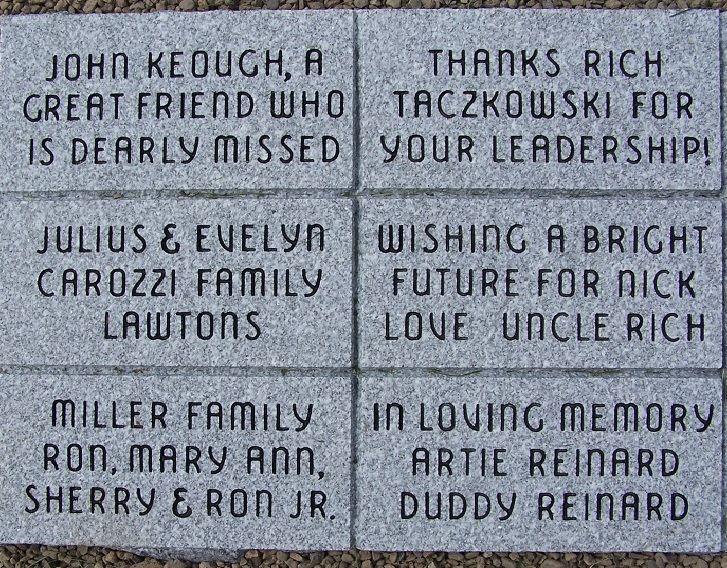 JOHN KEOUGH, A
GREAT FRIEND WHO
IS DEARLY MISSED
THANKS RICH
TACZKOWSKI FOR
YOUR LEADERSHIP!
JULIUS & EVELYN
CAROZZI FAMILY
LAWTONS
WISHING A BRIGHT
FUTURE FOR NICK
LOVE UNCLE RICH
MILLER FAMILY
RON, MARY ANN,
SHERRY & RON JR.
IN LOVING MEMORY
ARTIE REINARD
DUDDY REINARD